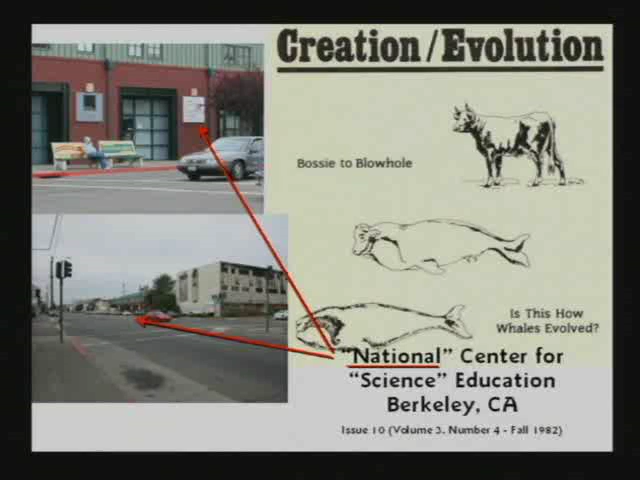 Creation/Evolution
Bossie to Blowhole
Is This How
Whales Evolved?
“National” Center for
“Science” Education
Berkeley, CA
Issue 10 (Volume 3, Number 4 - Fall 1982)